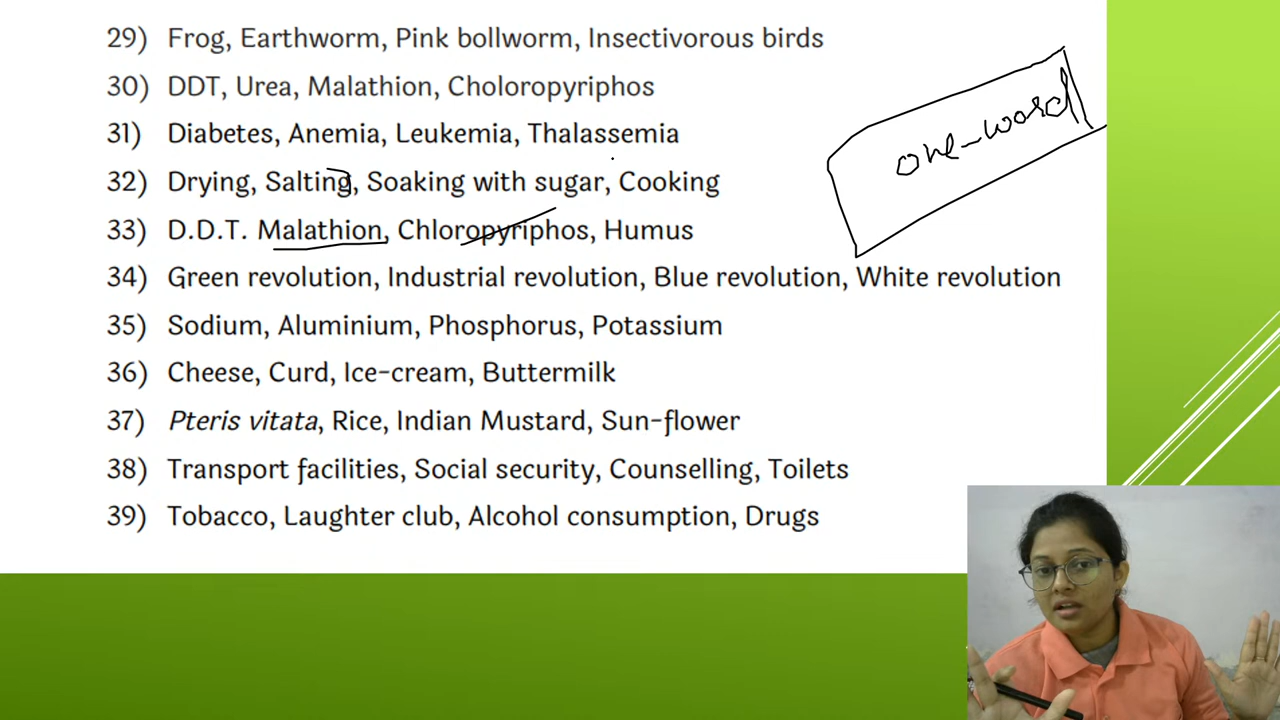 29) Frog, Earthworm, Pink bollworm, Insectivorous birds
30) DDT, Urea, Malathion, Choloropyriphos
31) Diabetes, Anemia, Leukemia, Thalassemia
32) Drying, Salting, Soaking with sugar, Cooking
33) D.D.T. Malathion, Chloropyriphos, Humus
34) Green revolution, Industrial revolution, Blue revolution, White revolution
35) Sodium, Aluminium, Phosphorus, Potassium
36) Cheese, Curd, Ice-cream, Buttermilk
37) Pteris vitata, Rice, Indian Mustard, Sun-flower
38) Transport facilities, Social security, Counselling, Toilets
39) Tobacco, Laughter club, Alcohol consumption, Drugs
one-word